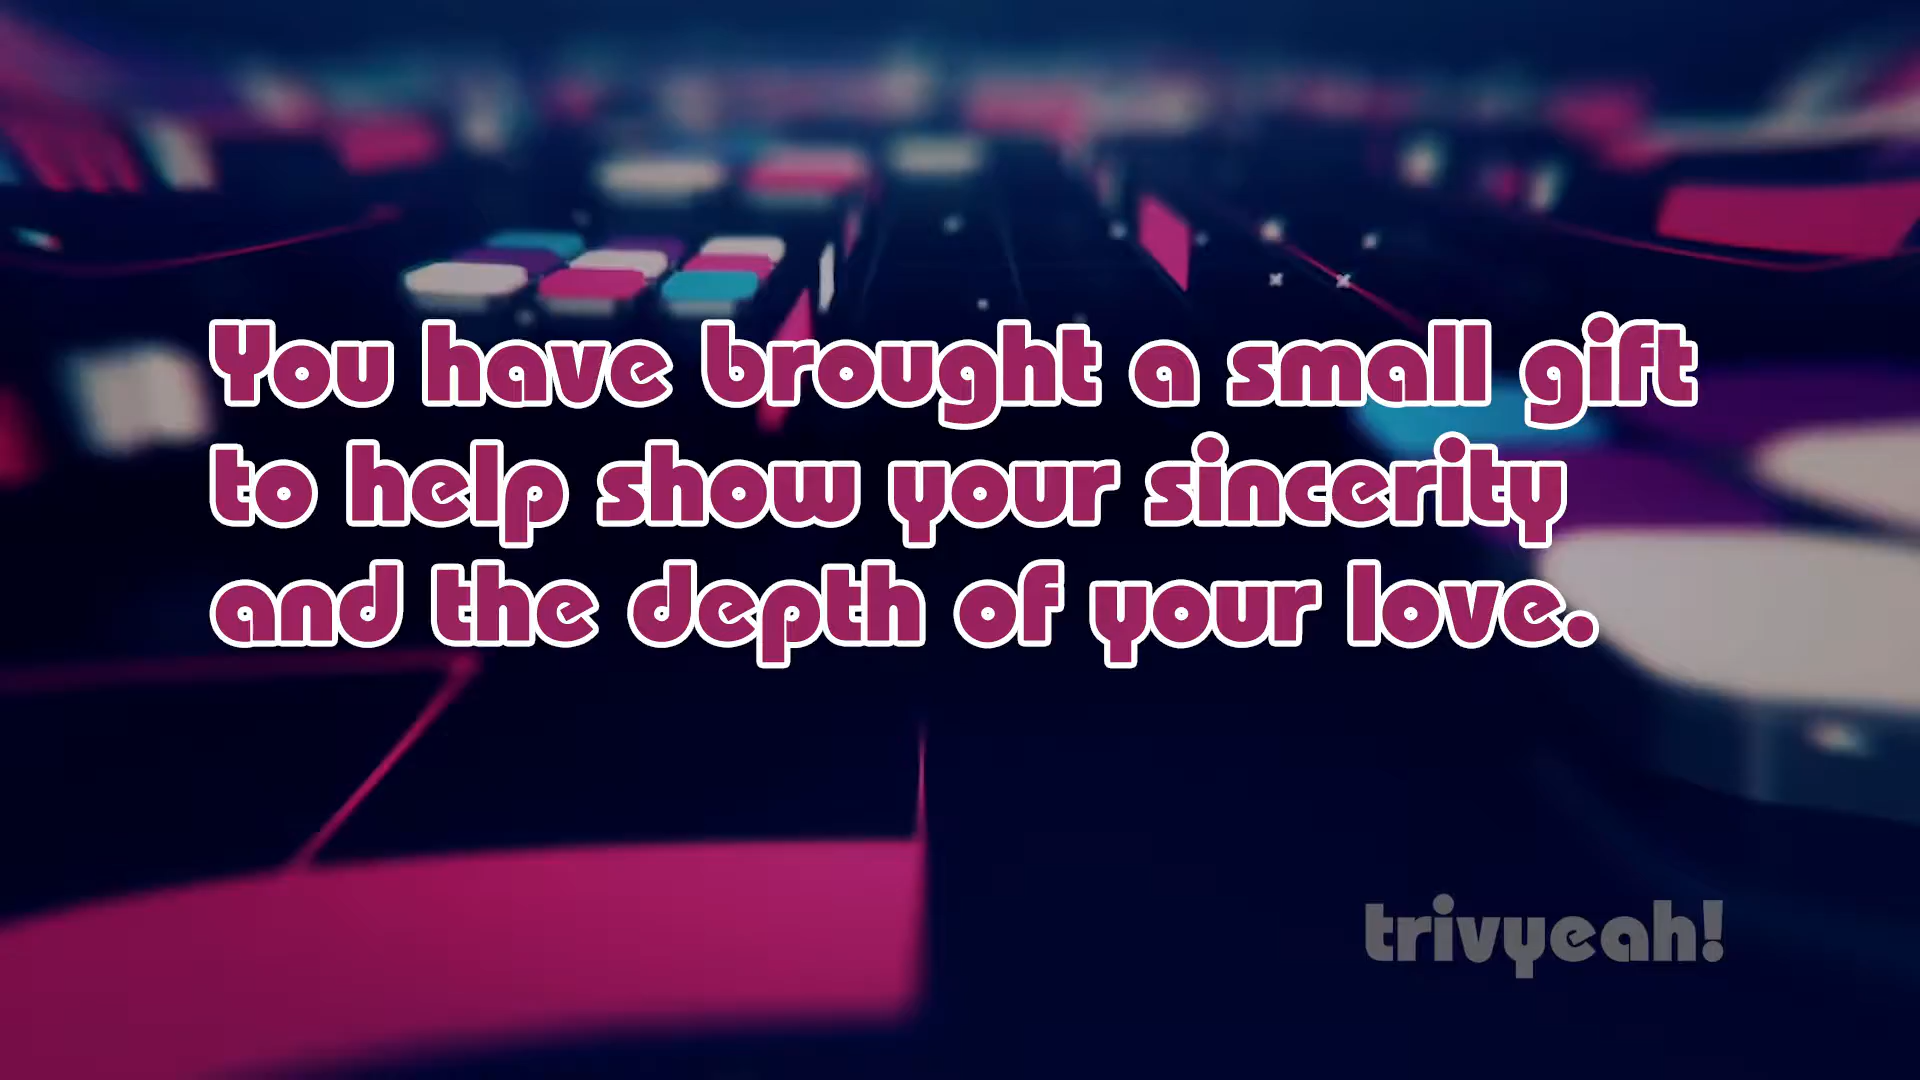 You have brought a small gift
to help show your sincerity
and the depth of your love.
trivyeah!